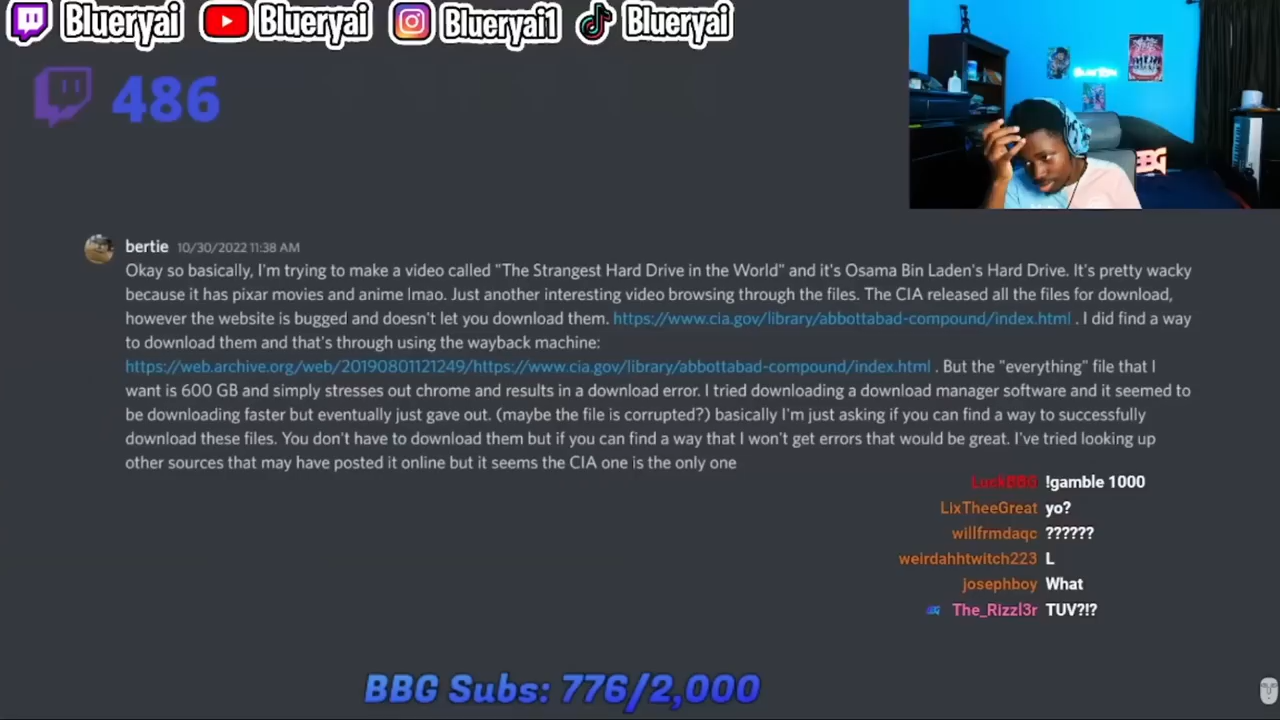 Blueryai Blueryai Blueryai1 Blueryai
486
BBG
bertie 10/30/2022 11:38 AM
Okay so basically, I'm trying to make a video called "The Strangest Hard Drive in the World" and it's Osama Bin Laden's Hard Drive. It's pretty wacky
because it has pixar movies and anime lmao. Just another interesting video browsing through the files. The CIA released all the files for download,
however the website is bugged and doesn't let you download them. https://www.cia.gov/library/abbottabad-compound/index.html . I did find a way
to download them and that's through using the wayback machine:
https://web.archive.org/web/20190801121249/https://www.cia.gov/library/abbottabad-compound/index.html . But the "everything" file that I
want is 600 GB and simply stresses out chrome and results in a download error. I tried downloading a download manager software and it seemed to
be downloading faster but eventually just gave out. (maybe the file is corrupted?) basically I'm just asking if you can find a way to successfully
download these files. You don't have to download them but if you can find a way that I won't get errors that would be great. I've tried looking up
other sources that may have posted it online but it seems the CIA one is the only one
LuckBBG !gamble 1000
LixTheeGreat yo?
willfrmdaqc ??????
weirdahhtwitch223 L
josephboy What
The_Rizzl3r TUV?!?
BBG Subs: 776/2,000